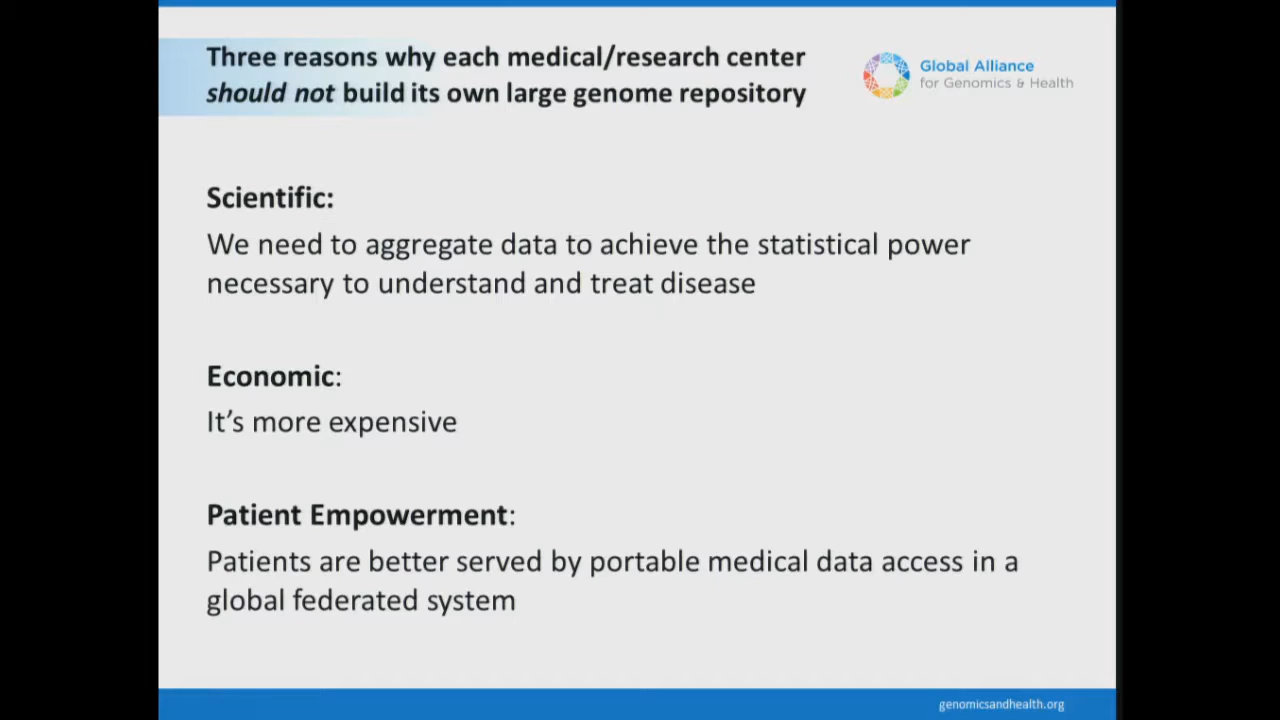 Three reasons why each medical/research center
should not build its own large genome repository
Global Alliance
for Genomics & Health
Scientific:
We need to aggregate data to achieve the statistical power
necessary to understand and treat disease
Economic:
It’s more expensive
Patient Empowerment:
Patients are better served by portable medical data access in a
global federated system
genomicsandhealth.org